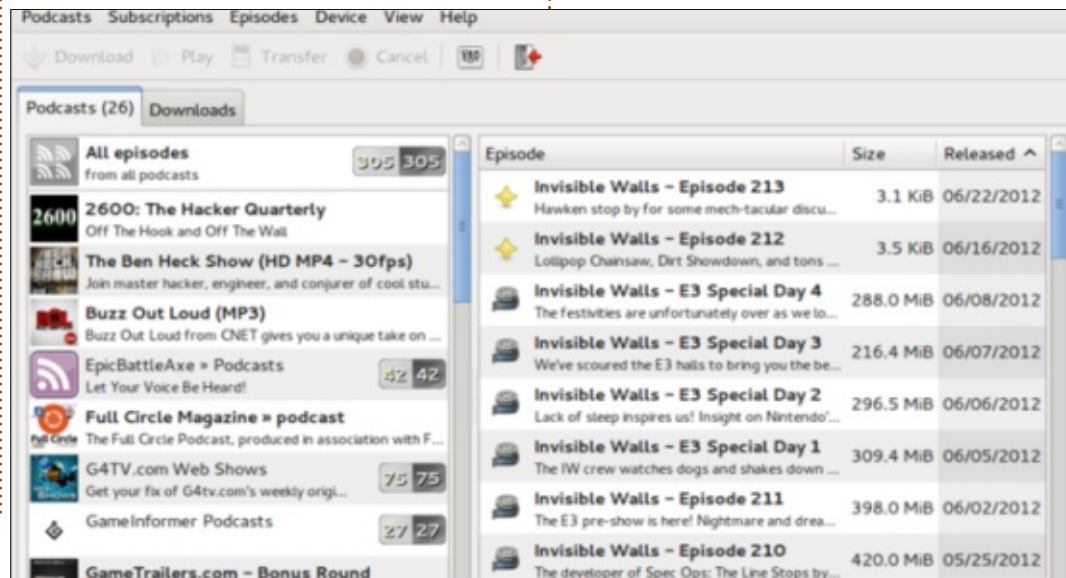 Podcasts Subscriptions Episodes Device View Help
Download Play Transfer Cancel
Podcasts (26) Downloads
All episodes 305 305
from all podcasts
2600 2600: The Hacker Quarterly
Off The Hook and Off The Wall
The Ben Heck Show (HD MP4 – 30fps)
Join master hacker, engineer, and conjurer of cool stu...
Buzz Out Loud (MP3)
Buzz Out Loud from CNET gives you a unique take on ...
EpicBattleAxe » Podcasts 42 42
Let Your Voice Be Heard!
Full Circle Magazine » podcast
Full Circle The Full Circle Podcast, produced in association with F...
G4TV.com Web Shows 75 75
Get your fix of G4tv.com's weekly origi...
GameInformer Podcasts 27 27
GameTrailers.com – Bonus Round
Episode Size Released
Invisible Walls – Episode 213 3.1 KiB 06/22/2012
Hawken stop by for some mech-tacular discu...
Invisible Walls – Episode 212 3.5 KiB 06/16/2012
Lollipop Chainsaw, Dirt Showdown, and tons ...
Invisible Walls – E3 Special Day 4 288.0 MiB 06/08/2012
The festivities are unfortunately over as we lo...
Invisible Walls – E3 Special Day 3 216.4 MiB 06/07/2012
We've scoured the E3 halls to bring you the be...
Invisible Walls – E3 Special Day 2 296.5 MiB 06/06/2012
Lack of sleep inspires us! Insight on Nintendo'...
Invisible Walls – E3 Special Day 1 309.4 MiB 06/05/2012
The IW crew watches dogs and shakes down ...
Invisible Walls – Episode 211 398.0 MiB 06/02/2012
The E3 pre-show is here! Nightmare and drea...
Invisible Walls – Episode 210 420.0 MiB 05/25/2012
The developer of Spec Ops: The Line Stops by...